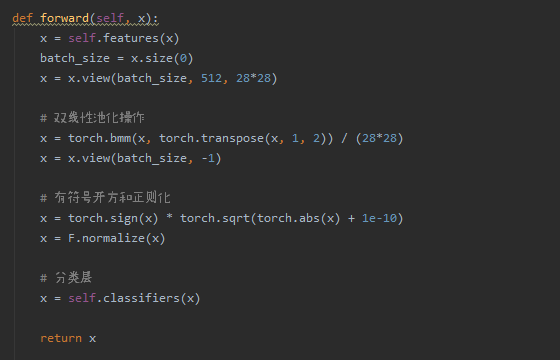 def forward(self, x):
    x = self.features(x)
    batch_size = x.size(0)
    x = x.view(batch_size, 512, 28*28)

    # 双线性池化操作
    x = torch.bmm(x, torch.transpose(x, 1, 2)) / (28*28)
    x = x.view(batch_size, -1)

    # 有符号开方和正则化
    x = torch.sign(x) * torch.sqrt(torch.abs(x) + 1e-10)
    x = F.normalize(x)

    # 分类层
    x = self.classifiers(x)

    return x